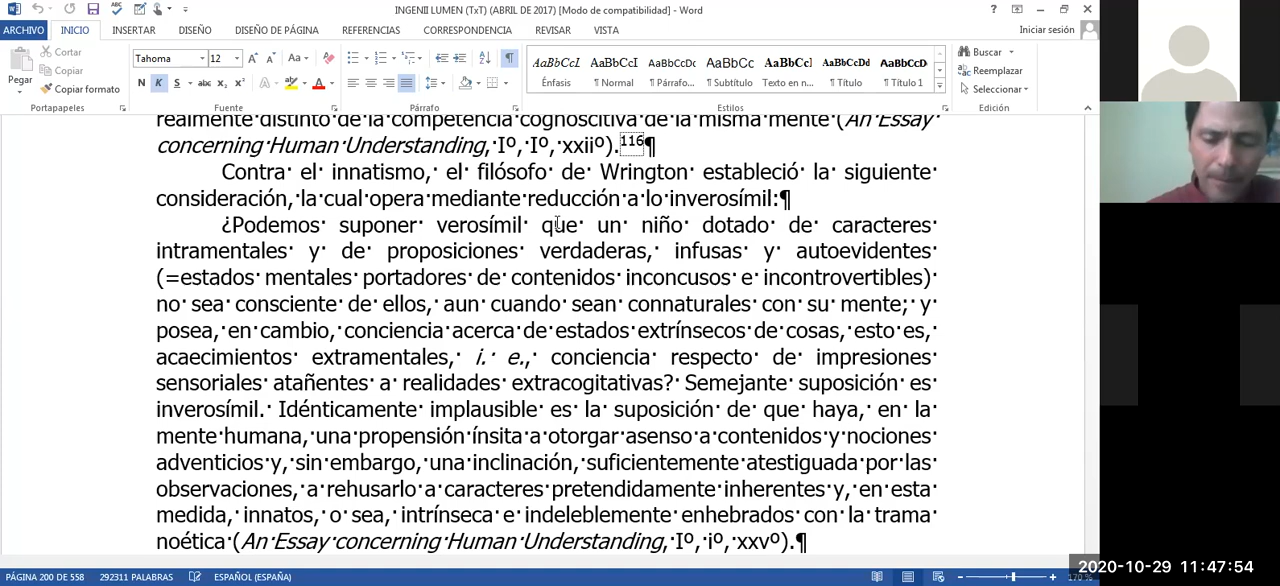 INGENII LUMEN (TxT) (ABRIL DE 2017) [Modo de compatibilidad] - Word
ARCHIVO INICIO INSERTAR DISEÑO DISEÑO DE PÁGINA REFERENCIAS CORRESPONDENCIA REVISAR VISTA Iniciar sesión
Pegar
Cortar
Copiar
Copiar formato
Portapapeles
Tahoma 12
N K S abc x₂ x²
Fuente
Párrafo
AaBbCcI AaBbCcI AaBbCcDc AaBbCc AaBbCc] AaBbCcDd AaBbCcD
Énfasis ¶ Normal ¶ Párrafo... ¶ Subtítulo Texto en n... ¶ Título ¶ Título 1
Estilos
Buscar
Reemplazar
Seleccionar
Edición
realmente distinto de la competencia cognoscitiva de la misma mente (An Essay
concerning Human Understanding, Iº, Iº, xxiiº).116¶
Contra el innatismo, el filósofo de Wrington estableció la siguiente
consideración, la cual opera mediante reducción a lo inverosímil:¶
¿Podemos suponer verosímil que un niño dotado de caracteres
intramentales y de proposiciones verdaderas, infusas y autoevidentes
(=estados mentales portadores de contenidos inconcusos e incontrovertibles)
no sea consciente de ellos, aun cuando sean connaturales con su mente; y
posea, en cambio, conciencia acerca de estados extrínsecos de cosas, esto es,
acaecimientos extramentales, i. e., conciencia respecto de impresiones
sensoriales atañentes a realidades extracogitativas? Semejante suposición es
inverosímil. Idénticamente implausible es la suposición de que haya, en la
mente humana, una propensión ínsita a otorgar asenso a contenidos y nociones
adventicios y, sin embargo, una inclinación, suficientemente atestiguada por las
observaciones, a rehusarlo a caracteres pretendidamente inherentes y, en esta
medida, innatos, o sea, intrínseca e indeleblemente enhebrados con la trama
noética (An Essay concerning Human Understanding, Iº, iº, xxvº).¶
PÁGINA 200 DE 558 292311 PALABRAS ESPAÑOL (ESPAÑA) 170 %
2020-10-29 11:47:54